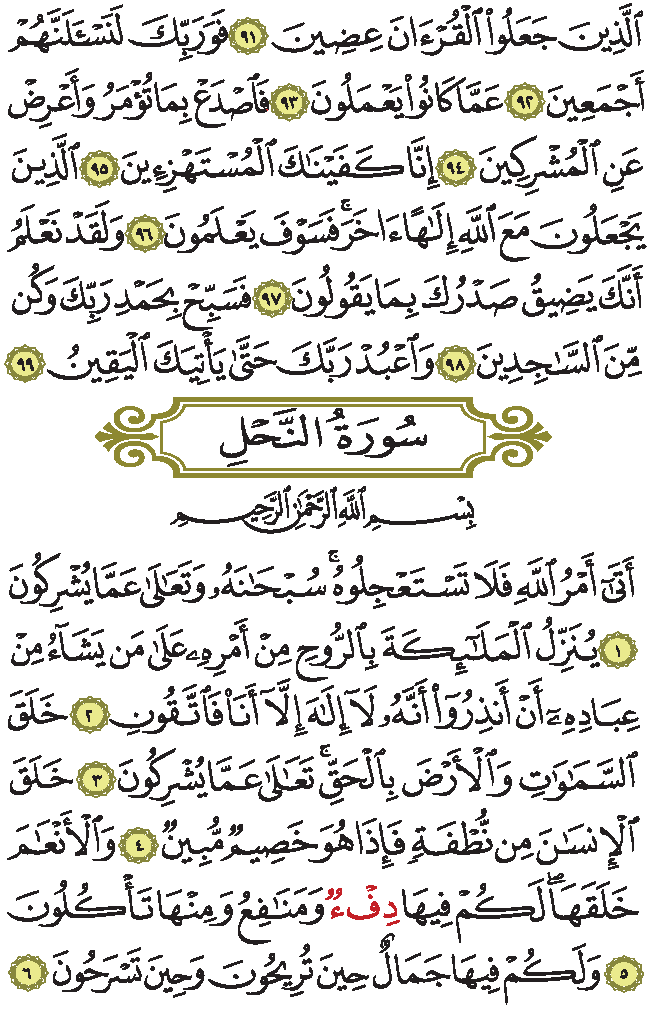 ٱلَّذِينَ جَعَلُوا۟ ٱلْقُرْءَانَ عِضِينَ ٩١ فَوَرَبِّكَ لَنَسْـَٔلَنَّهُمْ
أَجْمَعِينَ ٩٢ عَمَّا كَانُوا۟ يَعْمَلُونَ ٩٣ فَٱصْدَعْ بِمَا تُؤْمَرُ وَأَعْرِضْ
عَنِ ٱلْمُشْرِكِينَ ٩٤ إِنَّا كَفَيْنَـٰكَ ٱلْمُسْتَهْزِءِينَ ٩٥ ٱلَّذِينَ
يَجْعَلُونَ مَعَ ٱللَّهِ إِلَـٰهًا ءَاخَرَ ۚ فَسَوْفَ يَعْلَمُونَ ٩٦ وَلَقَدْ نَعْلَمُ
أَنَّكَ يَضِيقُ صَدْرُكَ بِمَا يَقُولُونَ ٩٧ فَسَبِّحْ بِحَمْدِ رَبِّكَ وَكُن
مِّنَ ٱلسَّـٰجِدِينَ ٩٨ وَٱعْبُدْ رَبَّكَ حَتَّىٰ يَأْتِيَكَ ٱلْيَقِينُ ٩٩
سُورَةُ النَّحْلِ
بِسْمِ ٱللَّهِ ٱلرَّحْمَـٰنِ ٱلرَّحِيمِ
أَتَىٰٓ أَمْرُ ٱللَّهِ فَلَا تَسْتَعْجِلُوهُ ۚ سُبْحَـٰنَهُۥ وَتَعَـٰلَىٰ عَمَّا يُشْرِكُونَ
١ يُنَزِّلُ ٱلْمَلَـٰٓئِكَةَ بِٱلرُّوحِ مِنْ أَمْرِهِۦ عَلَىٰ مَن يَشَآءُ مِنْ
عِبَادِهِۦٓ أَنْ أَنذِرُوٓا۟ أَنَّهُۥ لَآ إِلَـٰهَ إِلَّآ أَنَا۠ فَٱتَّقُونِ ٢ خَلَقَ
ٱلسَّمَـٰوَٰتِ وَٱلْأَرْضَ بِٱلْحَقِّ ۚ تَعَـٰلَىٰ عَمَّا يُشْرِكُونَ ٣ خَلَقَ
ٱلْإِنسَـٰنَ مِن نُّطْفَةٍ فَإِذَا هُوَ خَصِيمٌ مُّبِينٌ ٤ وَٱلْأَنْعَـٰمَ
خَلَقَهَا ۖ لَكُمْ فِيهَا دِفْءٌ وَمَنَـٰفِعُ وَمِنْهَا تَأْكُلُونَ
٥ وَلَكُمْ فِيهَا جَمَالٌ حِينَ تُرِيحُونَ وَحِينَ تَسْرَحُونَ ٦